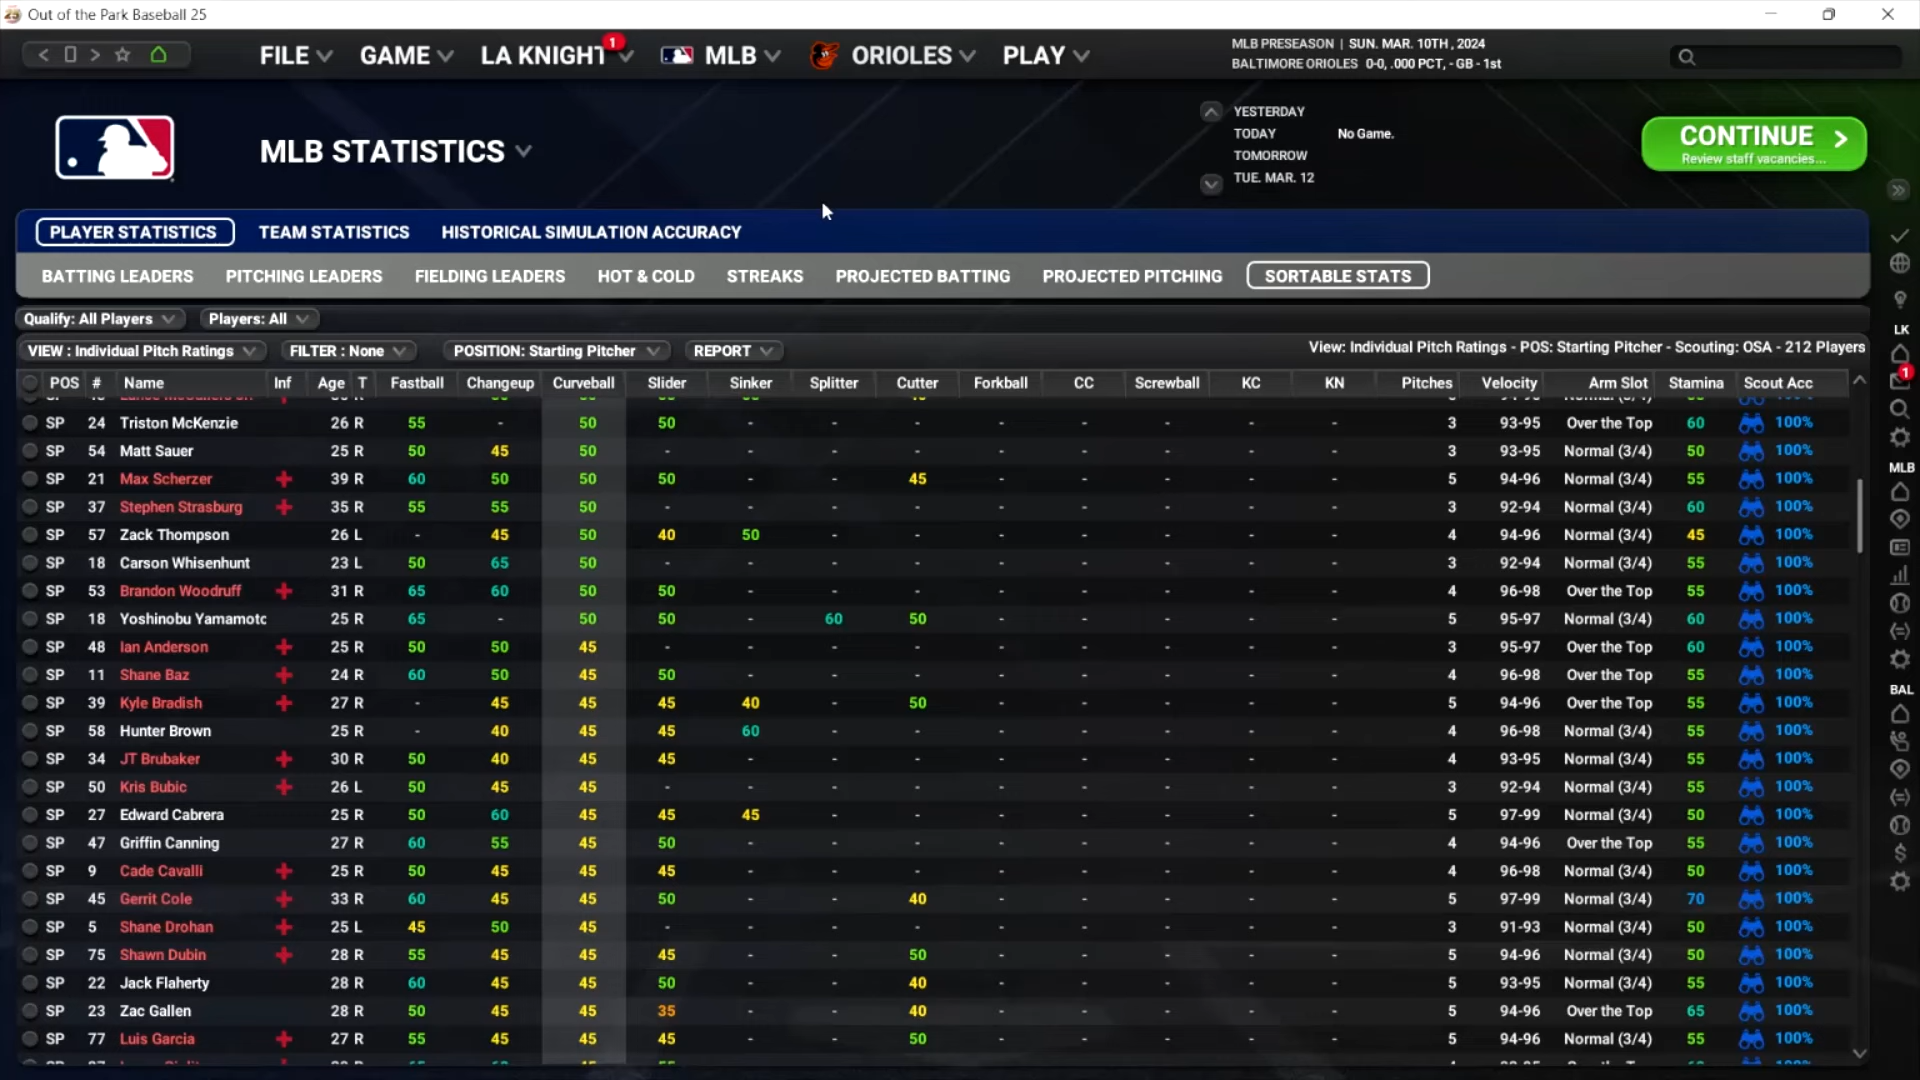 Out of the Park Baseball 25
FILE GAME LA KNIGHT 1 MLB ORIOLES PLAY
MLB PRESEASON | SUN. MAR. 10TH , 2024
BALTIMORE ORIOLES 0-0, .000 PCT, - GB - 1st
MLB STATISTICS
YESTERDAY
TODAY No Game.
TOMORROW
TUE. MAR. 12
CONTINUE
Review staff vacancies...
PLAYER STATISTICS TEAM STATISTICS HISTORICAL SIMULATION ACCURACY
BATTING LEADERS PITCHING LEADERS FIELDING LEADERS HOT & COLD STREAKS PROJECTED BATTING PROJECTED PITCHING SORTABLE STATS
Qualify: All Players Players: All
VIEW : Individual Pitch Ratings FILTER : None POSITION: Starting Pitcher REPORT View: Individual Pitch Ratings - POS: Starting Pitcher - Scouting: OSA - 212 Players
POS # Name Inf Age T Fastball Changeup Curveball Slider Sinker Splitter Cutter Forkball CC Screwball KC KN Pitches Velocity Arm Slot Stamina Scout Acc
SP 24 Triston McKenzie 26 R 55 - 50 50 - - - - - - - - 3 93-95 Over the Top 60 100%
SP 54 Matt Sauer 25 R 50 45 50 - - - - - - - - - 3 93-95 Normal (3/4) 50 100%
SP 21 Max Scherzer 39 R 60 50 50 50 - - 45 - - - - - 5 94-96 Normal (3/4) 55 100%
SP 37 Stephen Strasburg 35 R 55 55 50 - - - - - - - - - 3 92-94 Normal (3/4) 60 100%
SP 57 Zack Thompson 26 L - 45 50 40 50 - - - - - - - 4 94-96 Normal (3/4) 45 100%
SP 18 Carson Whisenhunt 23 L 50 65 50 - - - - - - - - - 3 92-94 Normal (3/4) 55 100%
SP 53 Brandon Woodruff 31 R 65 60 50 50 - - - - - - - - 4 96-98 Over the Top 55 100%
SP 18 Yoshinobu Yamamoto 25 R 65 - 50 50 - 60 50 - - - - - 5 95-97 Normal (3/4) 60 100%
SP 48 Ian Anderson 25 R 50 50 45 - - - - - - - - - 3 95-97 Over the Top 60 100%
SP 11 Shane Baz 24 R 60 50 45 50 - - - - - - - - 4 96-98 Over the Top 55 100%
SP 39 Kyle Bradish 27 R - 45 45 45 40 - 50 - - - - - 5 94-96 Over the Top 55 100%
SP 58 Hunter Brown 25 R - 40 45 45 60 - - - - - - - 4 96-98 Normal (3/4) 55 100%
SP 34 JT Brubaker 30 R 50 40 45 45 - - - - - - - - 4 93-95 Normal (3/4) 55 100%
SP 50 Kris Bubic 26 L 50 45 45 - - - - - - - - - 3 92-94 Normal (3/4) 55 100%
SP 27 Edward Cabrera 25 R 50 60 45 45 45 - - - - - - - 5 97-99 Normal (3/4) 50 100%
SP 47 Griffin Canning 27 R 60 55 45 50 - - - - - - - - 4 94-96 Over the Top 55 100%
SP 9 Cade Cavalli 25 R 50 45 45 45 - - - - - - - - 4 96-98 Normal (3/4) 50 100%
SP 45 Gerrit Cole 33 R 60 45 45 50 - - 40 - - - - - 5 97-99 Normal (3/4) 70 100%
SP 5 Shane Drohan 25 L 45 50 45 - - - - - - - - - 3 91-93 Normal (3/4) 50 100%
SP 75 Shawn Dubin 28 R 55 45 45 45 - - 50 - - - - - 5 94-96 Normal (3/4) 50 100%
SP 22 Jack Flaherty 28 R 60 45 45 50 - - 40 - - - - - 5 93-95 Normal (3/4) 55 100%
SP 23 Zac Gallen 28 R 50 45 45 35 - - 40 - - - - - 5 94-96 Over the Top 65 100%
SP 77 Luis Garcia 27 R 55 45 45 45 - - 50 - - - - - 5 94-96 Normal (3/4) 55 100%
LK
1
MLB
BAL